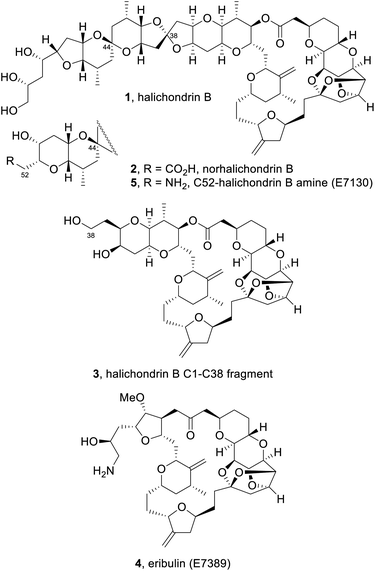 H
O
H
O
O
H
O
H
O
HO
H
44
O
H
O
38
O
H
O
H
O
O
H
H
O
HO
HO
H
O
H
O
O
H
O
O
O
H
O
1, halichondrin B
HO
H
O
44
R
52
H
O
H
2, R = CO₂H, norhalichondrin B
5, R = NH₂, C52-halichondrin B amine (E7130)
HO
38
H
O
H
O
HO
H
O
H
O
O
H
H
O
H
O
H
O
O
O
H
O
3, halichondrin B C1-C38 fragment
MeO
HO
O
O
O
H
H₂N
O
H
O
H
O
O
O
H
O
4, eribulin (E7389)